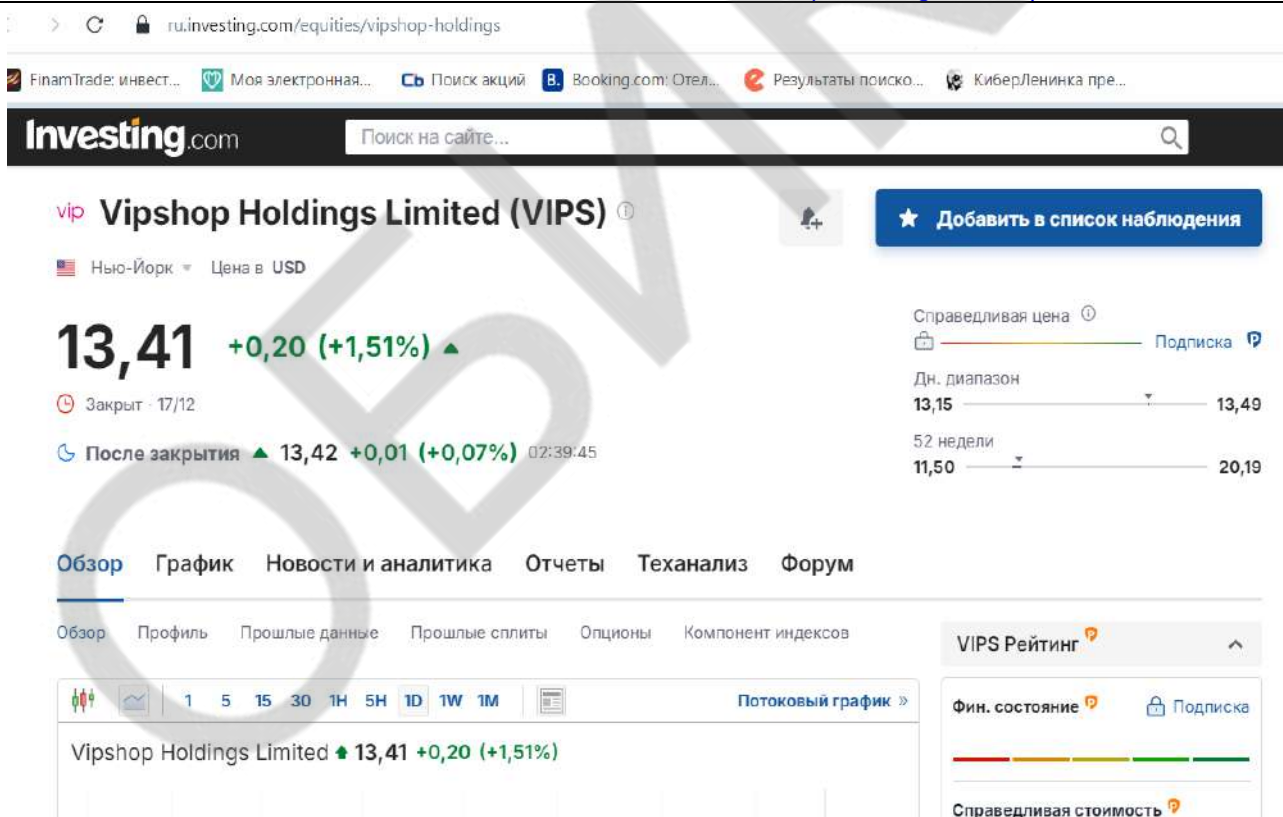 ru.investing.com/equities/vipshop-holdings
FinamTrade: инвест... Моя электронная... Сь Поиск акций B. Booking.com: Отел... Результаты поиско... КиберЛенинка пре...
Investing.com Поиск на сайте...
vip Vipshop Holdings Limited (VIPS)
Добавить в список наблюдения
Нью-Йорк Цена в USD
13,41 +0,20 (+1,51%)
Закрыт · 17/12
После закрытия 13,42 +0,01 (+0,07%) 02:39:45
Справедливая цена
Подписка
Дн. диапазон
13,15 13,49
52 недели
11,50 20,19
Обзор График Новости и аналитика Отчеты Теханализ Форум
Обзор Профиль Прошлые данные Прошлые сплиты Опционы Компонент индексов
1 5 15 30 1H 5H 1D 1W 1M Потоковый график »
Vipshop Holdings Limited 13,41 +0,20 (+1,51%)
VIPS Рейтинг
Фин. состояние Подписка
Справедливая стоимость